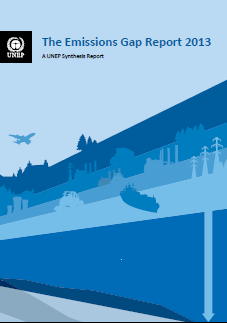 The Emissions Gap Report 2013
UNEP
A UNEP Synthesis Report